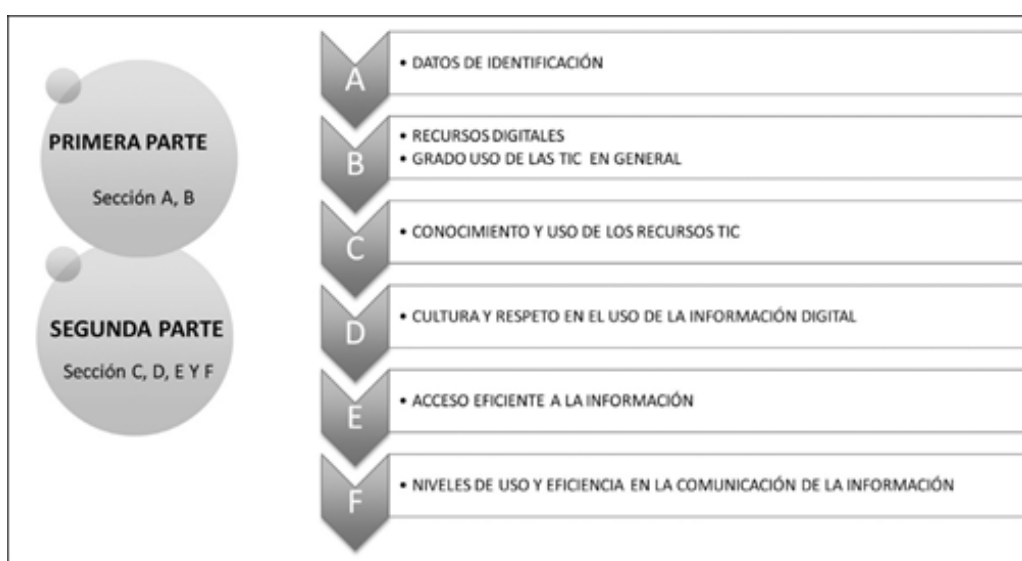 PRIMERA PARTE
Sección A, B
SEGUNDA PARTE
Sección C, D, E Y F
A
• DATOS DE IDENTIFICACIÓN
B
• RECURSOS DIGITALES
• GRADO USO DE LAS TIC EN GENERAL
C
• CONOCIMIENTO Y USO DE LOS RECURSOS TIC
D
• CULTURA Y RESPETO EN EL USO DE LA INFORMACIÓN DIGITAL
E
• ACCESO EFICIENTE A LA INFORMACIÓN
F
• NIVELES DE USO Y EFICIENCIA EN LA COMUNICACIÓN DE LA INFORMACIÓN